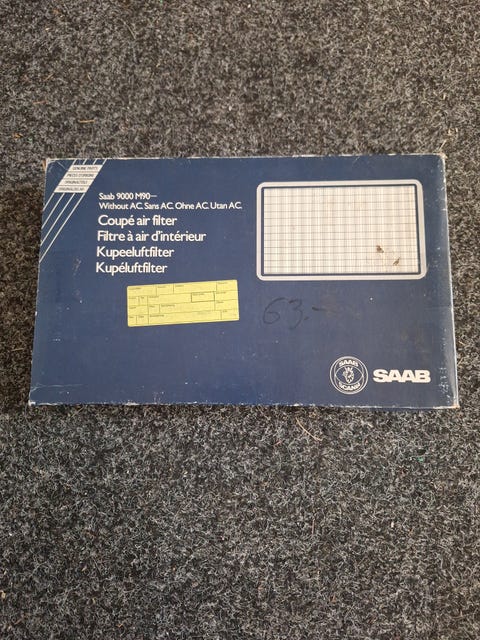 GENUINE PARTS
PIECES D'ORIGINE
ORIGINALTEILE
ORIGINALDELAR
Saab 9000 M90–
Without AC. Sans AC. Ohne AC. Utan AC.
Coupé air filter
Filtre à air d'intérieur
Kupeeluftfilter
Kupéluftfilter
63.–
SAAB
SCANIA
SAAB